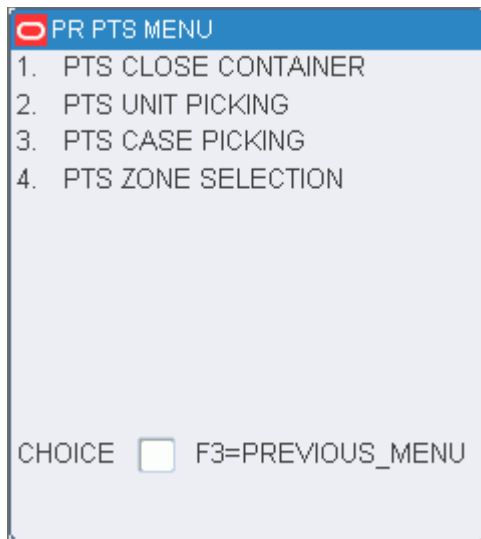 PR PTS MENU
1. PTS CLOSE CONTAINER
2. PTS UNIT PICKING
3. PTS CASE PICKING
4. PTS ZONE SELECTION
CHOICE F3=PREVIOUS_MENU